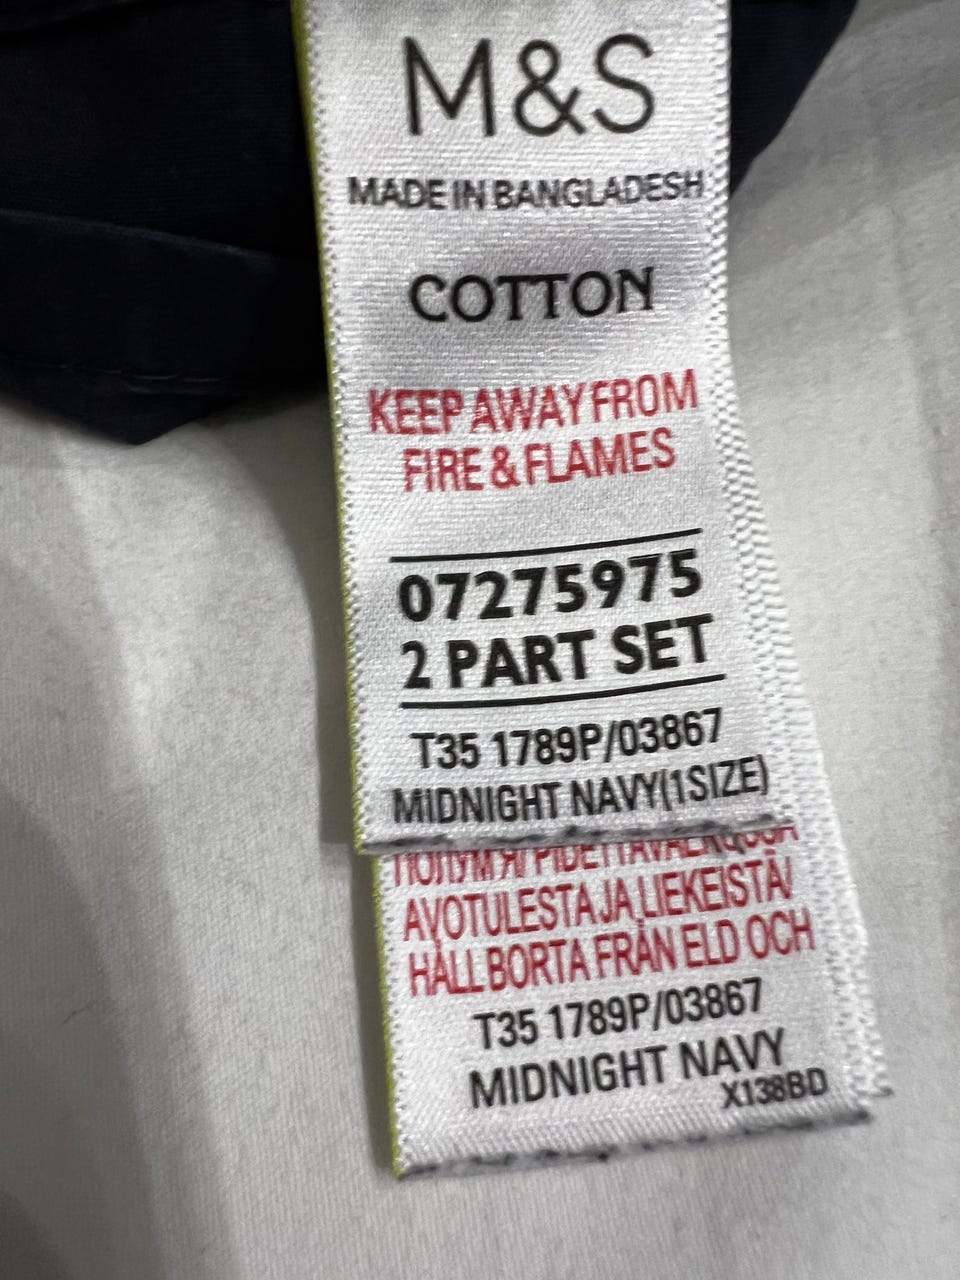 M&S
MADE IN BANGLADESH
COTTON
KEEP AWAY FROM
FIRE & FLAMES
07275975
2 PART SET
T35 1789P/03867
MIDNIGHT NAVY(1SIZE)
AVOTULESTA JA LIEKEISTÄ/
HÅLL BORTA FRÅN ELD OCH
T35 1789P/03867
MIDNIGHT NAVY
X138BD